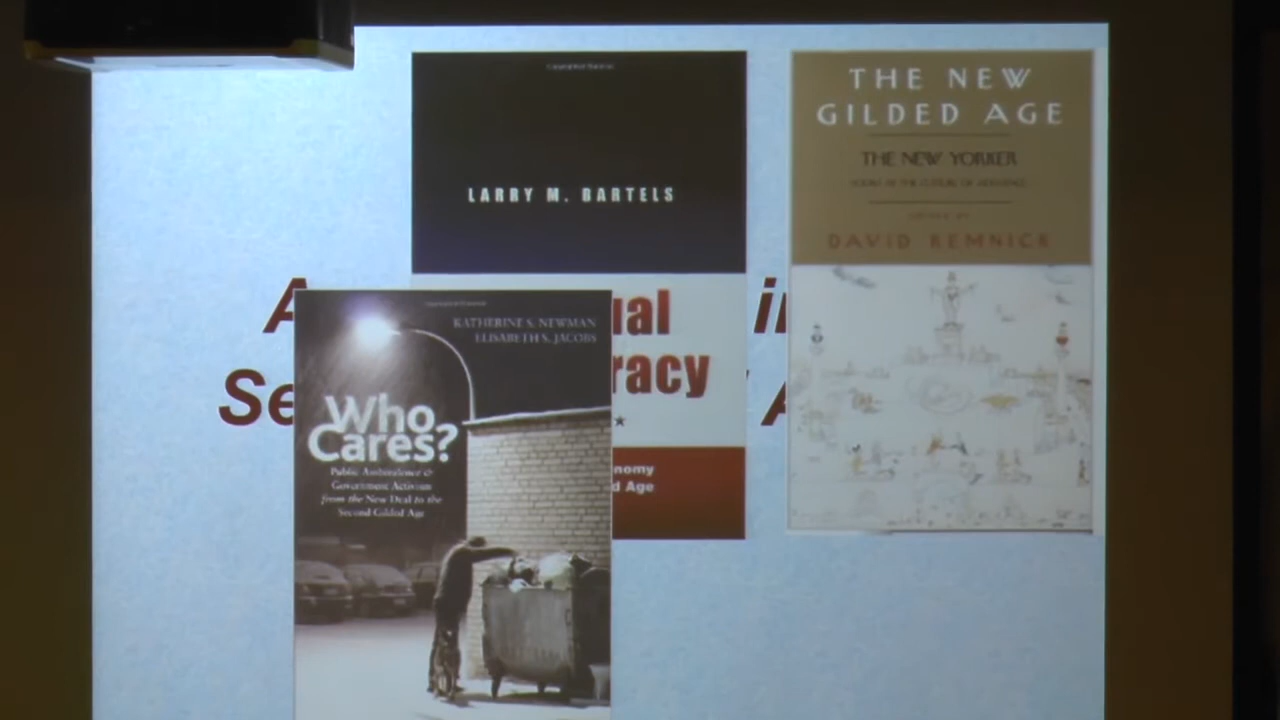 THE NEW
GILDED AGE
THE NEW YORKER
DAVID REMNICK
LARRY M. BARTELS
ual
racy
nomy
d Age
A
in
Se
A
KATHERINE S. NEWMAN
ELISABETH S. JACOBS
Who
Cares?
Public Ambivalence &
Government Activism
from the New Deal to the
Second Gilded Age